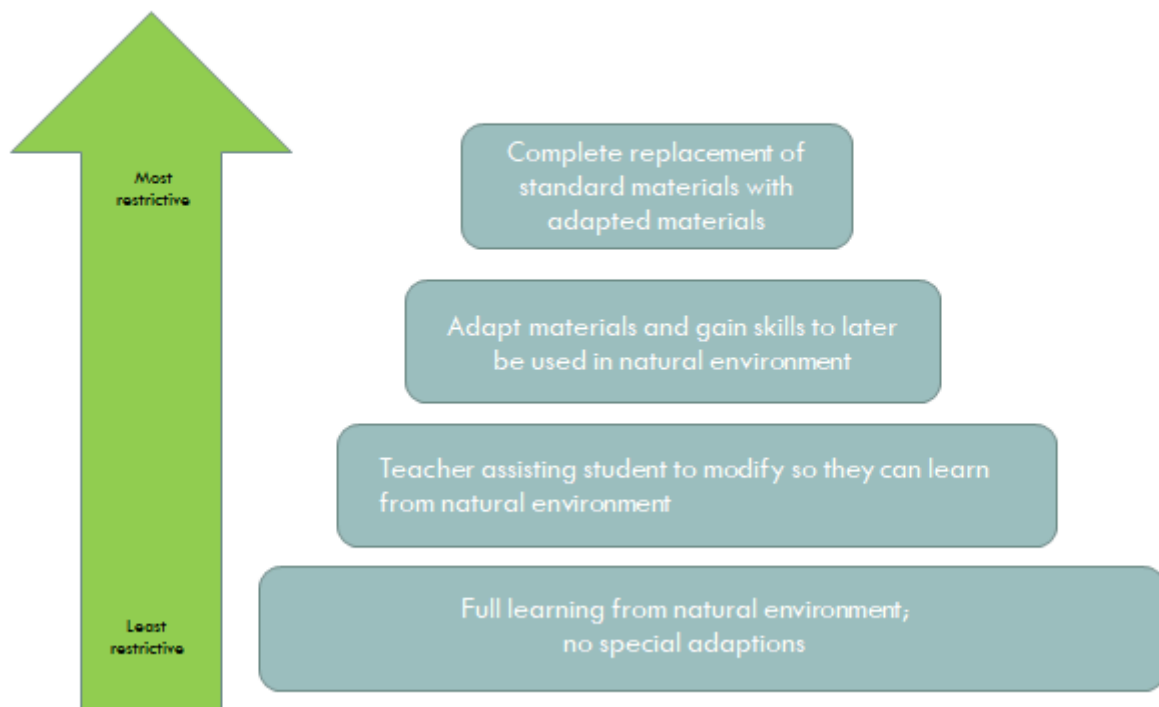 Most
restrictive
Complete replacement of
standard materials with
adapted materials
Adapt materials and gain skills to later
be used in natural environment
Teacher assisting student to modify so they can learn
from natural environment
Full learning from natural environment;
no special adaptions
Least
restrictive